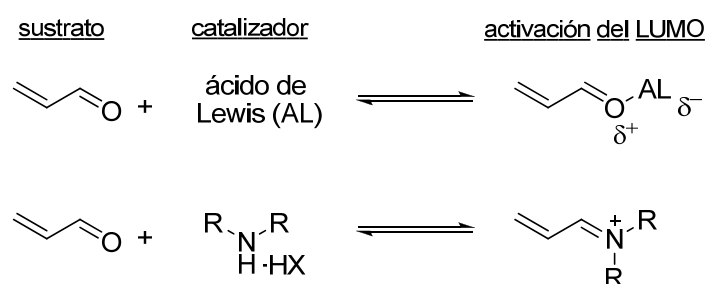 sustrato catalizador activación del LUMO
O + ácido de Lewis (AL) O AL δ⁺ δ⁻
O + R N R H ·HX N + R R